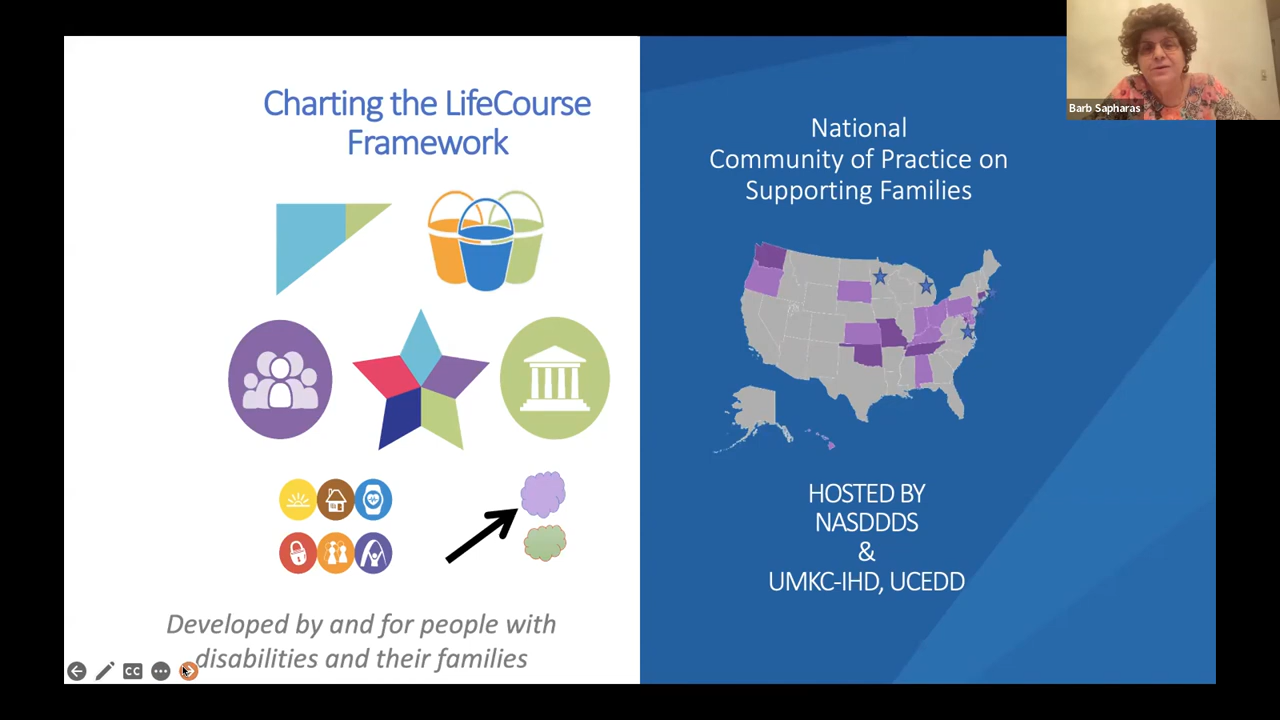 Charting the LifeCourse
Framework
Developed by and for people with
disabilities and their families
CC
National
Community of Practice on
Supporting Families
HOSTED BY
NASDDDS
&
UMKC-IHD, UCEDD
Barb Sapharas